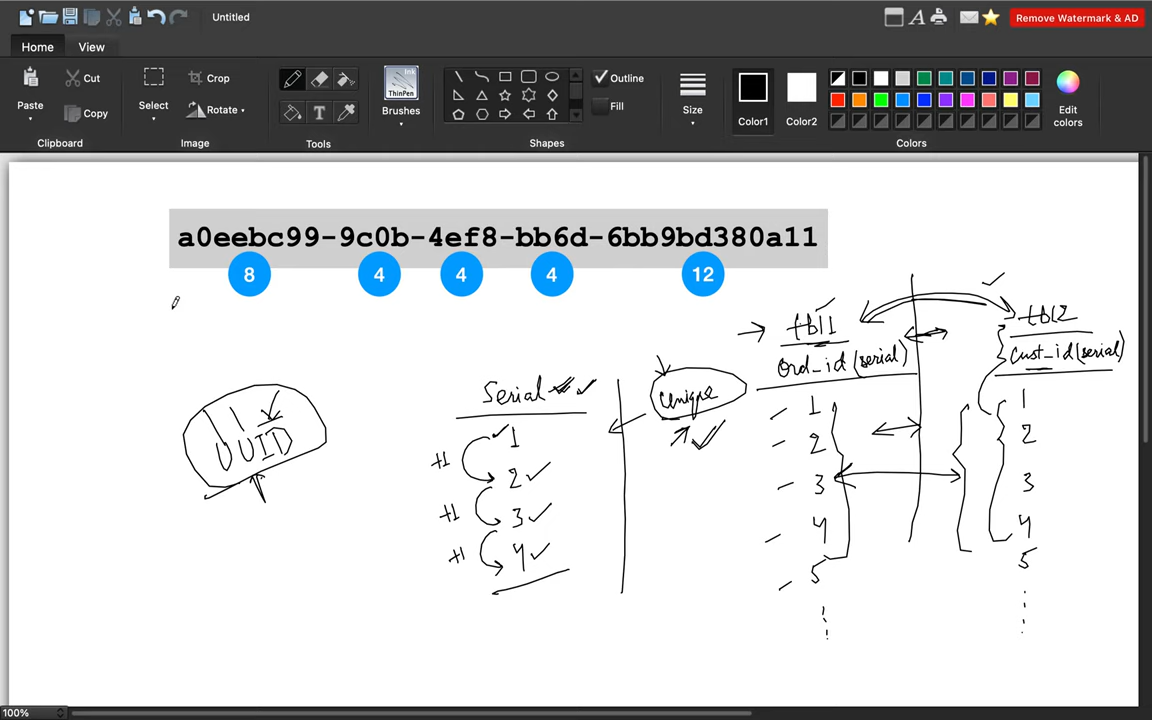 Untitled
Remove Watermark & AD
Home
View
Paste
Cut
Copy
Clipboard
Select
Crop
Rotate
Image
Tools
Ink
ThinPen
Brushes
Outline
Fill
Shapes
Size
Color1
Color2
Edit colors
Colors
a0eebc99-9c0b-4ef8-bb6d-6bb9bd380a11
8 4 4 4 12
UUID
Serial
1
+1
2
+1
3
+1
4
unique
tbl1
Ord_id (serial)
1
2
3
4
5
tbl2
Cust_id (serial)
1
2
3
4
5
100%